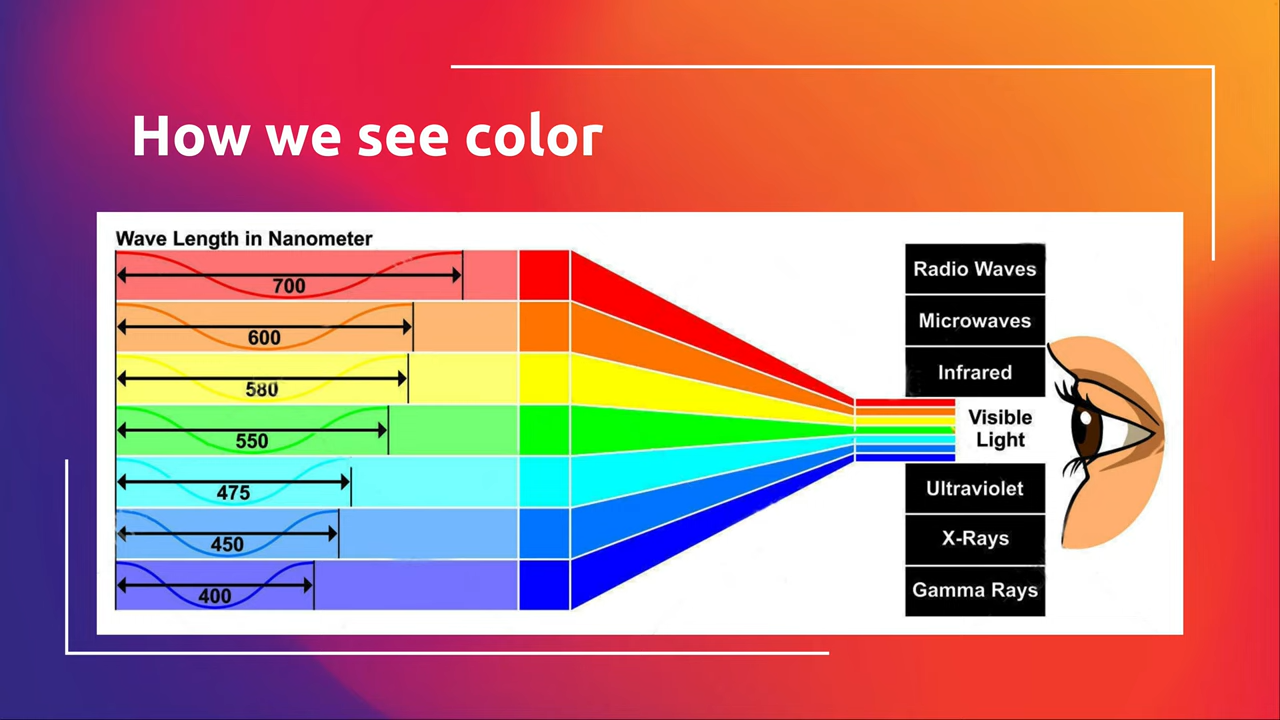 How we see color
Wave Length in Nanometer
700
600
580
550
475
450
400
Radio Waves
Microwaves
Infrared
Visible
Light
Ultraviolet
X-Rays
Gamma Rays